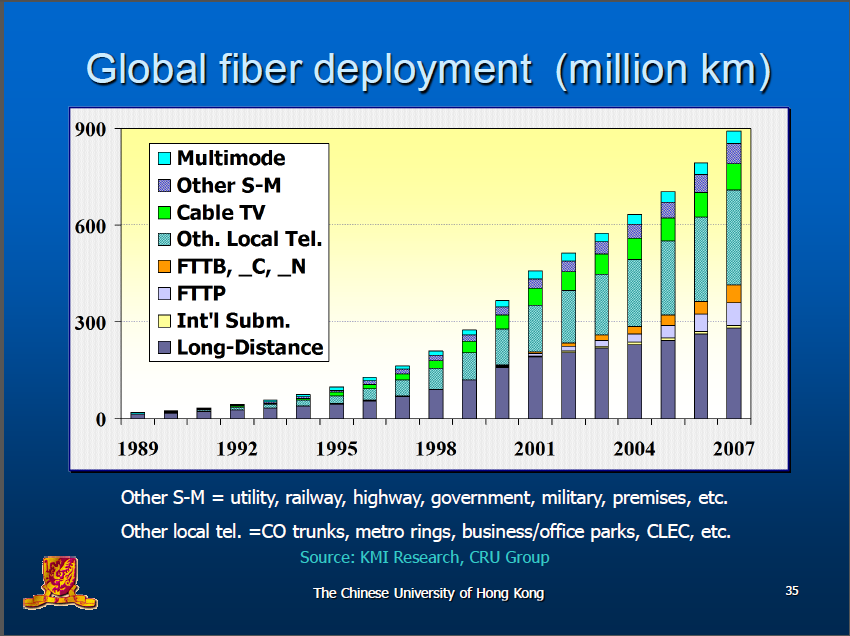 Global fiber deployment (million km)
900
600
300
0
Multimode
Other S-M
Cable TV
Oth. Local Tel.
FTTB, _C, _N
FTTP
Int'l Subm.
Long-Distance
1989 1992 1995 1998 2001 2004 2007
Other S-M = utility, railway, highway, government, military, premises, etc.
Other local tel. =CO trunks, metro rings, business/office parks, CLEC, etc.
Source: KMI Research, CRU Group
The Chinese University of Hong Kong
35